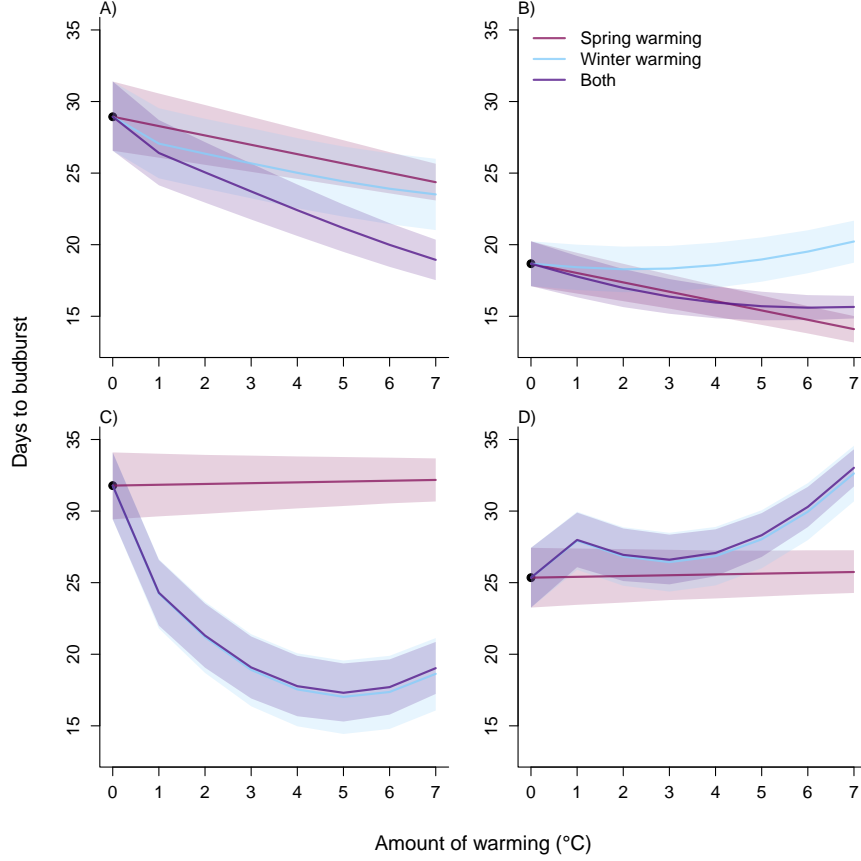 A)
35
30
25
20
15
0 1 2 3 4 5 6 7
B)
Spring warming
Winter warming
Both
35
30
25
20
15
0 1 2 3 4 5 6 7
C)
35
30
25
20
15
0 1 2 3 4 5 6 7
D)
35
30
25
20
15
0 1 2 3 4 5 6 7
Days to budburst
Amount of warming (°C)